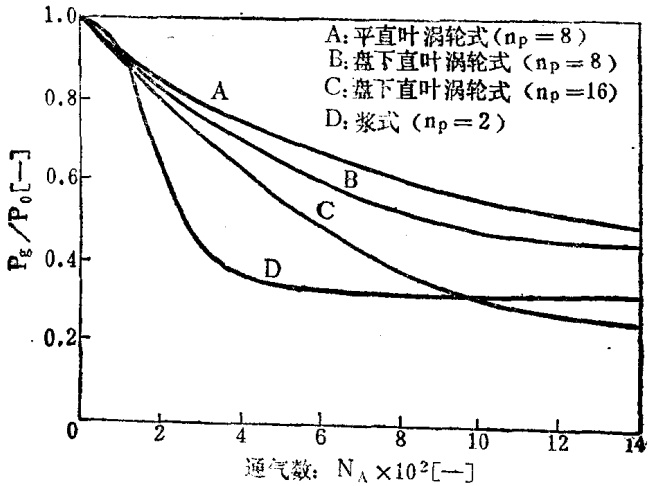 A:平直叶涡轮式(np=8)
B:盘下直叶涡轮式 (np=8)
C:盘下直叶涡轮式 (np=16)
D:浆式 (np=2)
Pg/P0[—]
1.0
0.8
0.6
0.4
0.2
A
B
C
D
0 2 4 6 8 10 12 14
通气数: NA×10²[—]